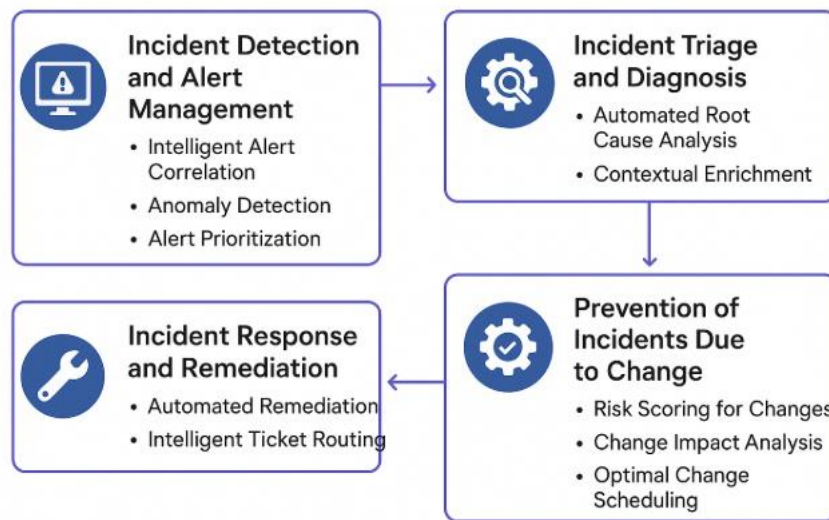 Incident Detection
and Alert
Management
• Intelligent Alert
Correlation
• Anomaly Detection
• Alert Prioritization
Incident Triage
and Diagnosis
• Automated Root
Cause Analysis
• Contextual Enrichment
Prevention of
Incidents Due
to Change
• Risk Scoring for Changes
• Change Impact Analysis
• Optimal Change
Scheduling
Incident Response
and Remediation
• Automated Remediation
• Intelligent Ticket Routing